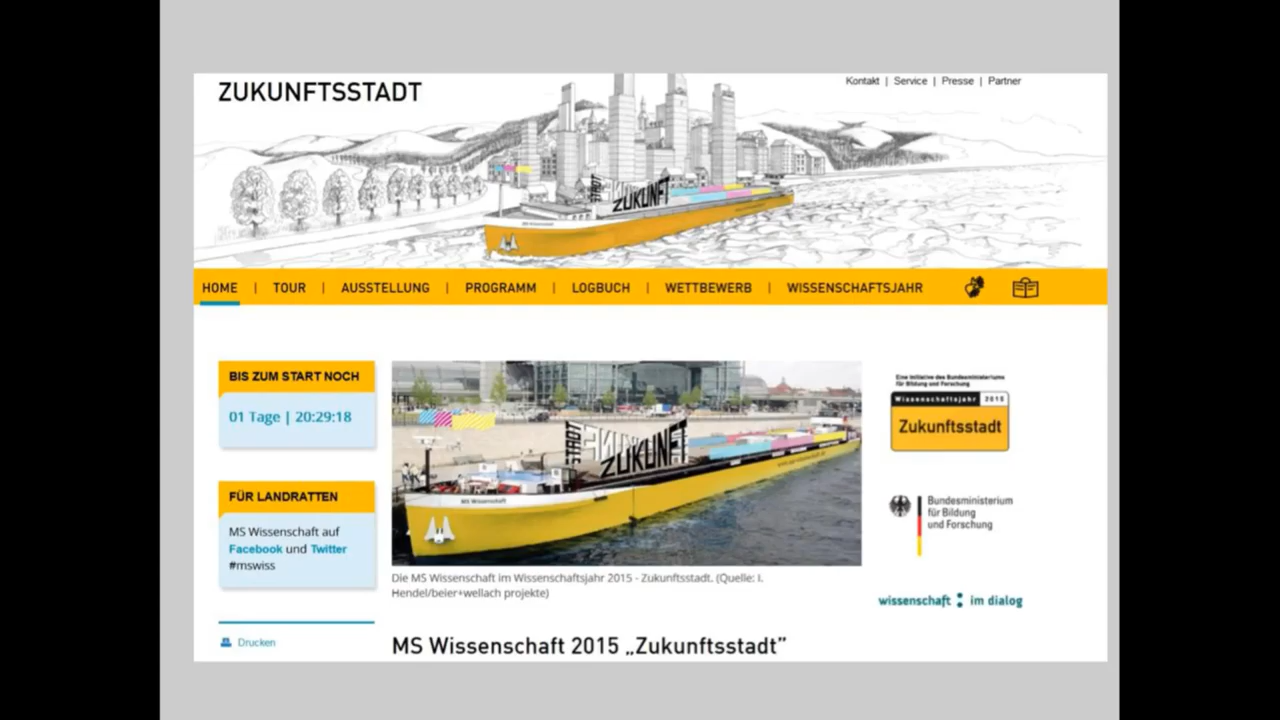 ZUKUNFTSSTADT
Kontakt | Service | Presse | Partner
STADT
ZUKUNFT
MS Wissenschaft
HOME | TOUR | AUSSTELLUNG | PROGRAMM | LOGBUCH | WETTBEWERB | WISSENSCHAFTSJAHR
BIS ZUM START NOCH
01 Tage | 20:29:18
FÜR LANDRATTEN
MS Wissenschaft auf
Facebook und Twitter
#mswiss
Drucken
STADT
ZUKUNFT
MS Wissenschaft
Die MS Wissenschaft im Wissenschaftsjahr 2015 - Zukunftsstadt. (Quelle: I.
Hendel/beier+wellach projekte)
MS Wissenschaft 2015 „Zukunftsstadt”
Eine Initiative des Bundesministeriums
für Bildung und Forschung
Wissenschaftsjahr 2015
Zukunftsstadt
Bundesministerium
für Bildung
und Forschung
wissenschaft : im dialog